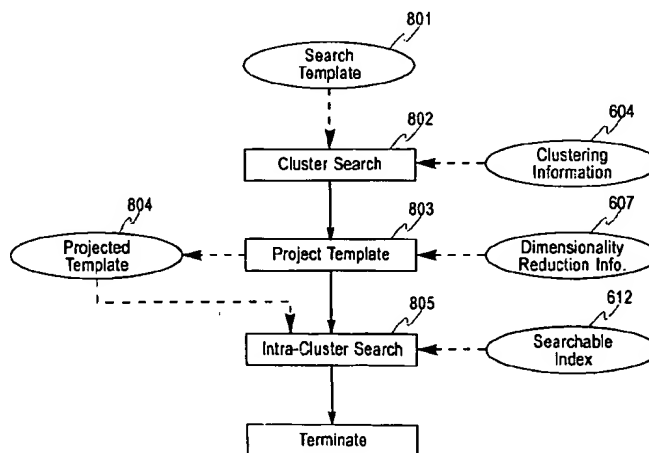 801
Search
Template
802
604
Cluster Search
Clustering
Information
804
803
607
Projected
Template
Project Template
Dimensionality
Reduction Info.
805
612
Intra-Cluster Search
Searchable
Index
Terminate